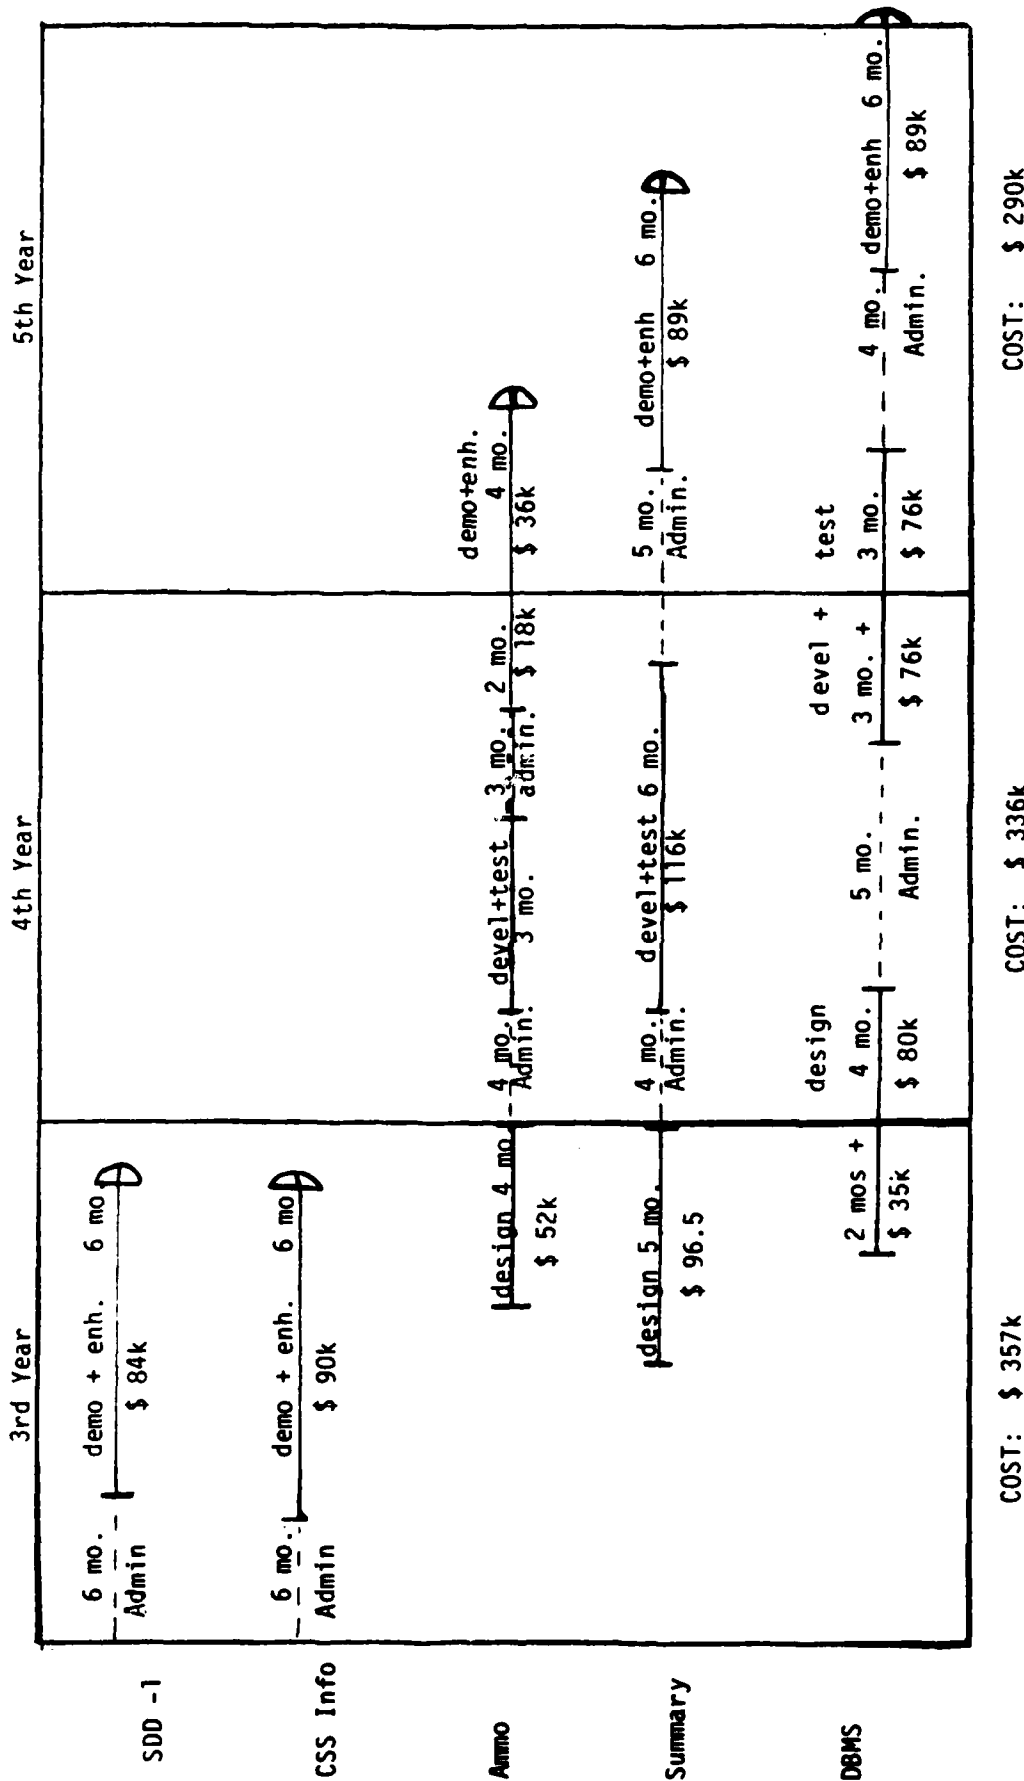 3rd Year
4th Year
5th Year
SDD -1
6 mo.
Admin
demo + enh. 6 mo
$ 84k
CSS Info
6 mo.
Admin
demo + enh. 6 mo
$ 90k
Ammo
design 4 mo
$ 52k
4 mo.
Admin.
devel+test
3 mo.
3 mo.
admin.
2 mo.
$ 18k
demo+enh.
4 mo.
$ 36k
Summary
design 5 mo.
$ 96.5
4 mo.
Admin.
devel+test 6 mo.
$ 116k
5 mo.
Admin.
demo+enh 6 mo.
$ 89k
DBMS
2 mos +
$ 35k
design
4 mo.
$ 80k
5 mo.
Admin.
devel +
3 mo. +
$ 76k
test
3 mo.
$ 76k
4 mo.
Admin.
demo+enh 6 mo.
$ 89k
COST: $ 357k
COST: $ 336k
COST: $ 290k